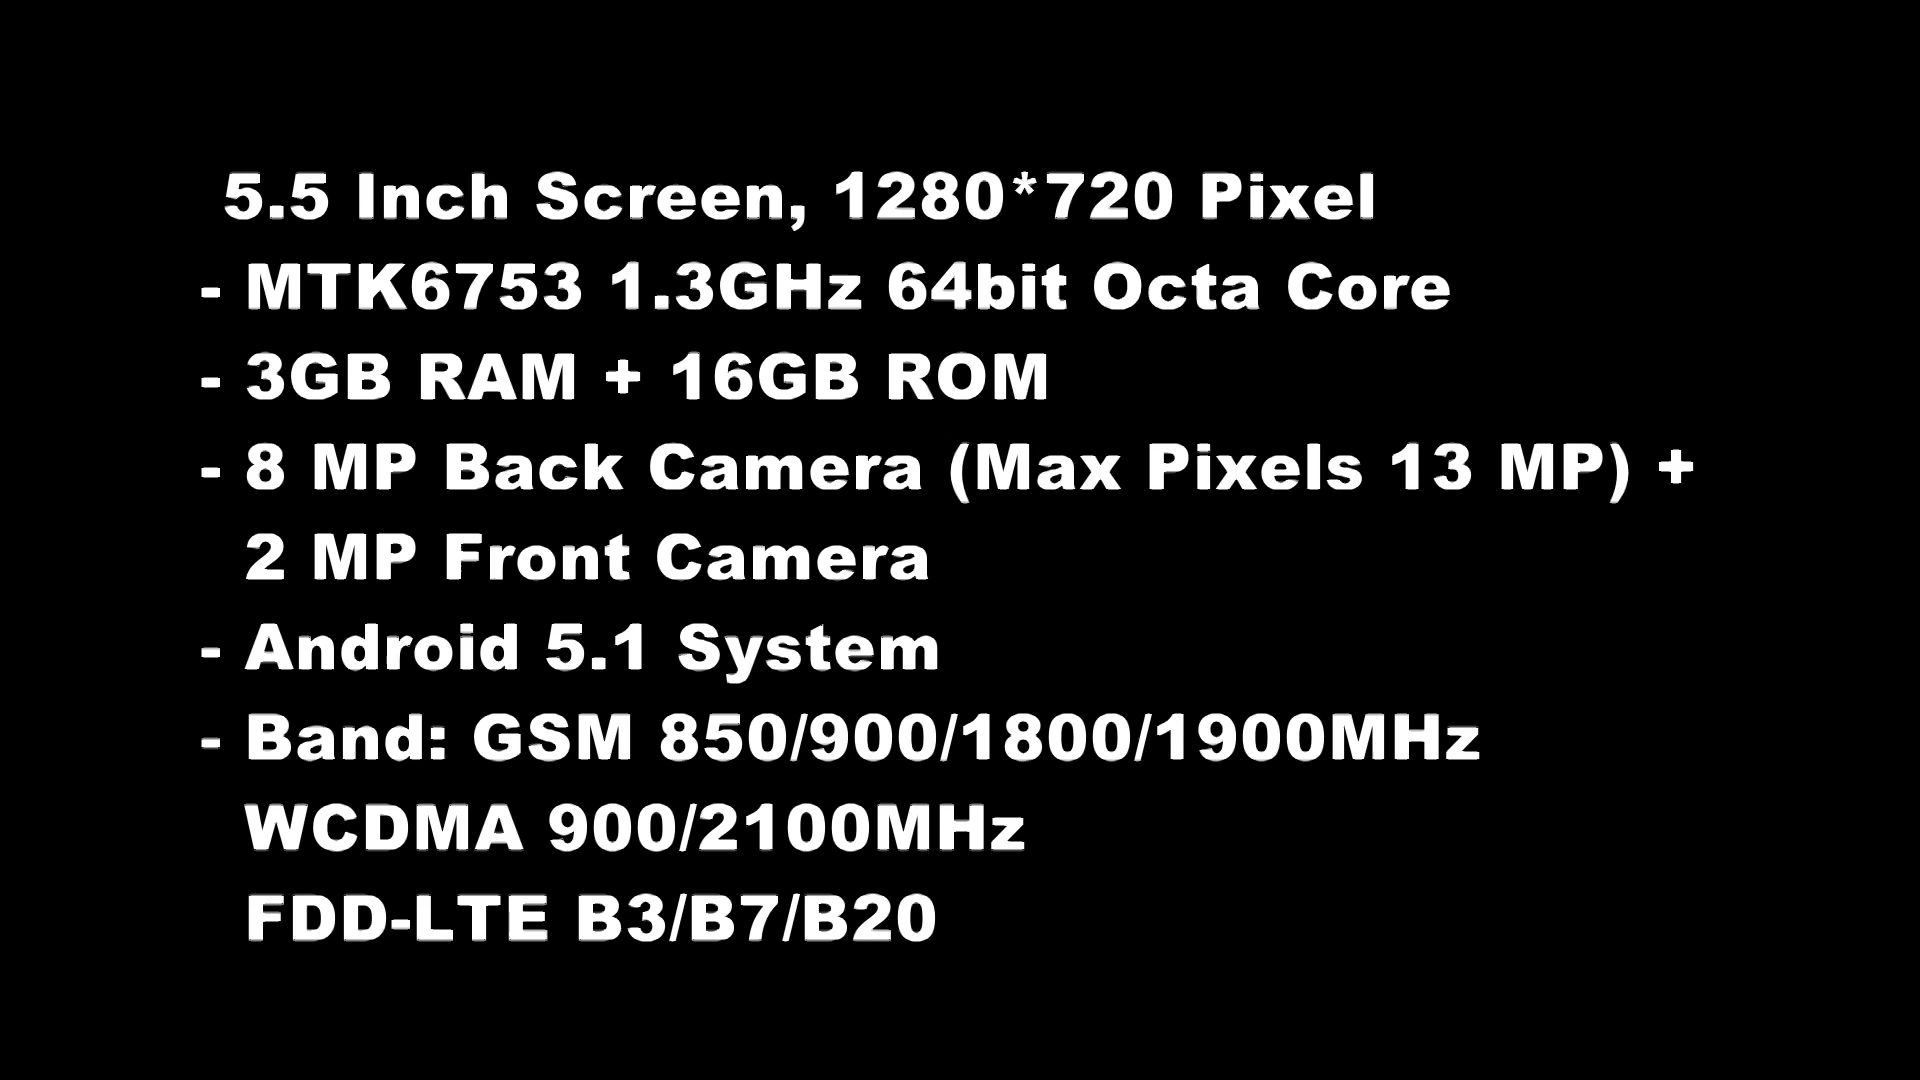 5.5 Inch Screen, 1280*720 Pixel
- MTK6753 1.3GHz 64bit Octa Core
- 3GB RAM + 16GB ROM
- 8 MP Back Camera (Max Pixels 13 MP) +
2 MP Front Camera
- Android 5.1 System
- Band: GSM 850/900/1800/1900MHz
WCDMA 900/2100MHz
FDD-LTE B3/B7/B20